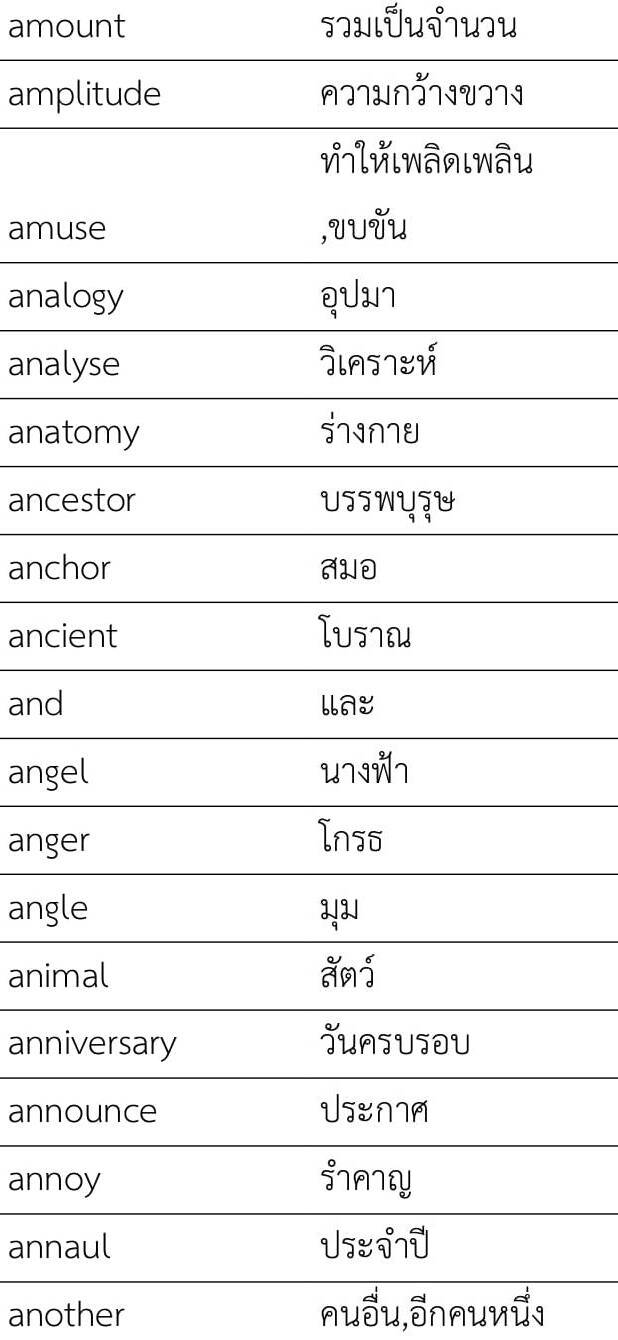 amount รวมเป็นจำนวน
amplitude ความกว้างขวาง
ทำให้เพลิดเพลิน
amuse ,ขบขัน
analogy อุปมา
analyse วิเคราะห์
anatomy ร่างกาย
ancestor บรรพบุรุษ
anchor สมอ
ancient โบราณ
and และ
angel นางฟ้า
anger โกรธ
angle มุม
animal สัตว์
anniversary วันครบรอบ
announce ประกาศ
annoy รำคาญ
annaul ประจำปี
another คนอื่น,อีกคนหนึ่ง